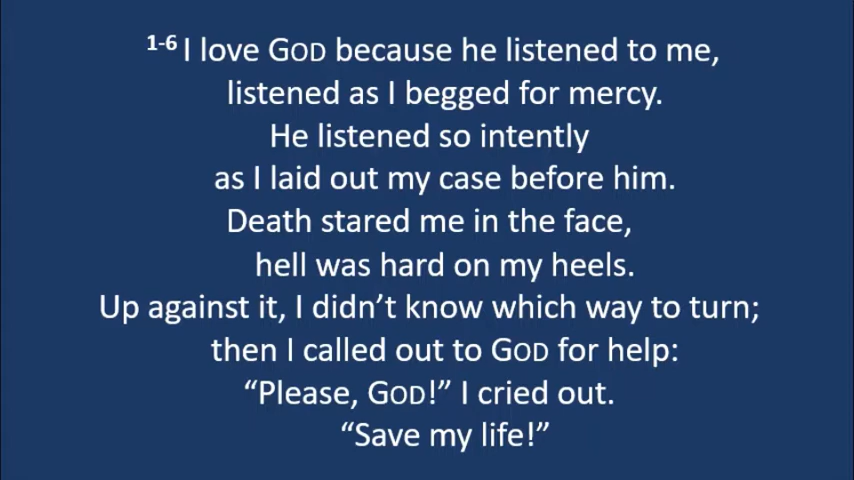 1-6 I love GOD because he listened to me,
listened as I begged for mercy.
He listened so intently
as I laid out my case before him.
Death stared me in the face,
hell was hard on my heels.
Up against it, I didn’t know which way to turn;
then I called out to GOD for help:
“Please, GOD!” I cried out.
“Save my life!”